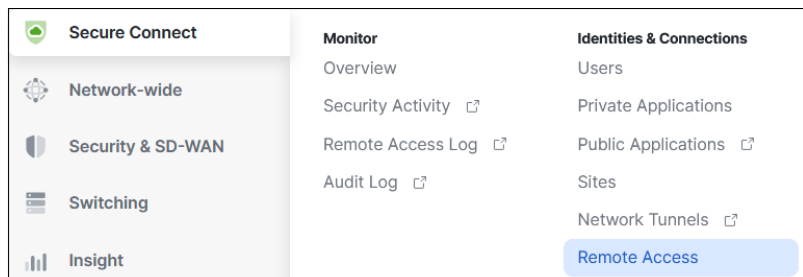 Secure Connect
Network-wide
Security & SD-WAN
Switching
Insight
Monitor
Overview
Security Activity
Remote Access Log
Audit Log
Identities & Connections
Users
Private Applications
Public Applications
Sites
Network Tunnels
Remote Access